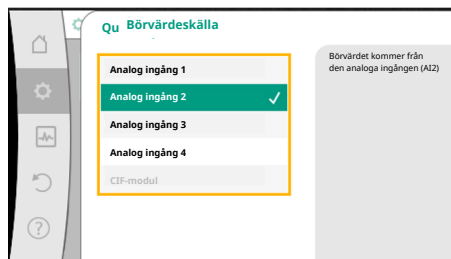 Qu Börvärdeskälla
Analog ingång 1
Analog ingång 2
Analog ingång 3
Analog ingång 4
CIF-modul
Börvärdet kommer från
den analoga ingången (AI2)
?